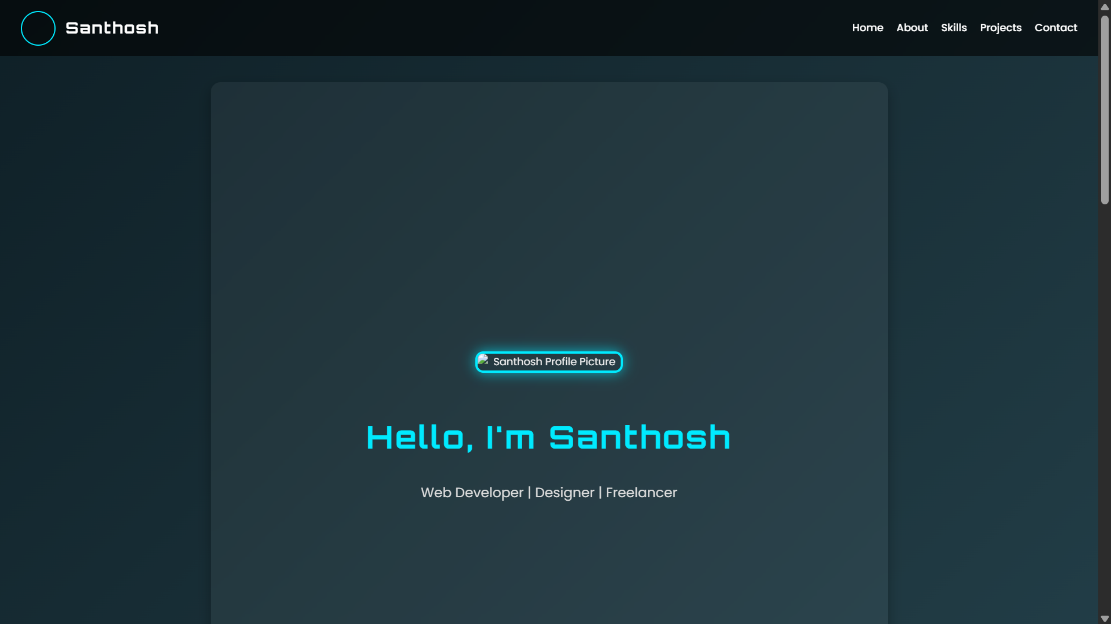 Santhosh
Home About Skills Projects Contact
Santhosh Profile Picture
Hello, I'm Santhosh
Web Developer | Designer | Freelancer